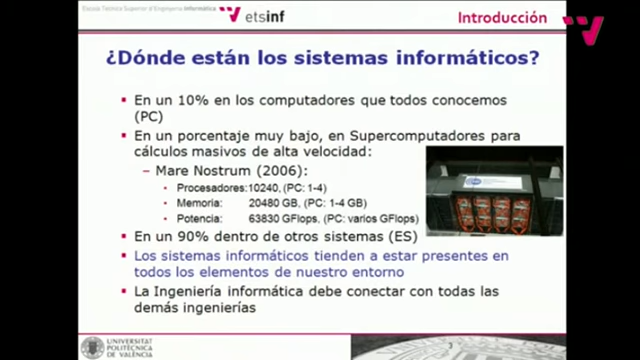 Escola Tècnica Superior d'Enginyeria Informàtica
etsinf
Introducción
¿Dónde están los sistemas informáticos?
En un 10% en los computadores que todos conocemos
(PC)
En un porcentaje muy bajo, en Supercomputadores para
cálculos masivos de alta velocidad:
– Mare Nostrum (2006):
Procesadores:10240, (PC: 1-4)
Memoria: 20480 GB, (PC: 1-4 GB)
Potencia: 63830 GFlops, (PC: varios GFlops)
En un 90% dentro de otros sistemas (ES)
Los sistemas informáticos tienden a estar presentes en
todos los elementos de nuestro entorno
La Ingeniería informática debe conectar con todas las
demás ingenierías
UNIVERSITAT
POLITÈCNICA
DE VALÈNCIA